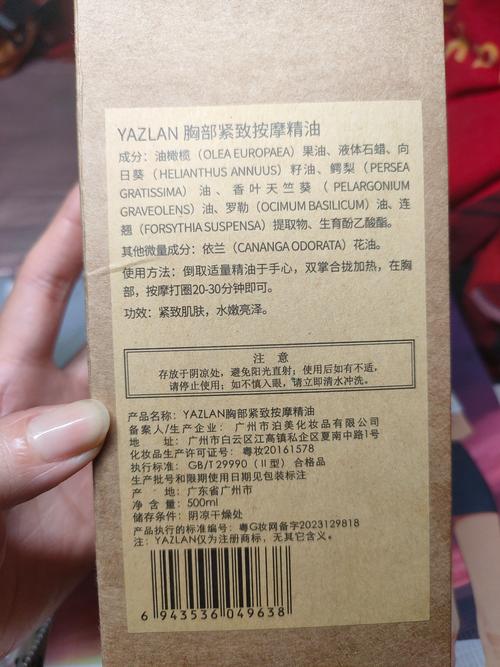 YAZLAN 胸部紧致按摩精油
成分：油橄榄（OLEA EUROPAEA）果油、液体石蜡、向
日葵（HELIANTHUS ANNUUS）籽油、鳄梨（PERSEA
GRATISSIMA）油、香叶天竺葵（PELARGONIUM
GRAVEOLENS）油、罗勒（OCIMUM BASILICUM）油、连
翘（FORSYTHIA SUSPENSA）提取物、生育酚乙酸酯。
其他微量成分：依兰（CANANGA ODORATA）花油。
使用方法：倒取适量精油于手心，双掌合拢加热，在胸
部，按摩打圈20-30分钟即可。
功效：紧致肌肤，水嫩亮泽。
注 意
存放于阴凉处，避免阳光直射；使用后如有不适，
请停止使用；如不慎入眼，请立即清水冲洗。
产品名称：YAZLAN胸部紧致按摩精油
备案人/生产企业：广州市泊美化妆品有限公司
地 址：广州市白云区江高镇私企区夏南中路1号
化妆品生产许可证号：粤妆20161578
执行标准：GB/T29990（II型）合格品
生产批号和限期使用日期见包装标注
产 地：广东省广州市
净 含 量：500ml
储存条件：阴凉干燥处
产品执行的标准编号：粤G妆网备字2023129818
注：YAZLAN仅为注册商标，无其它含义。
6 943536 049638